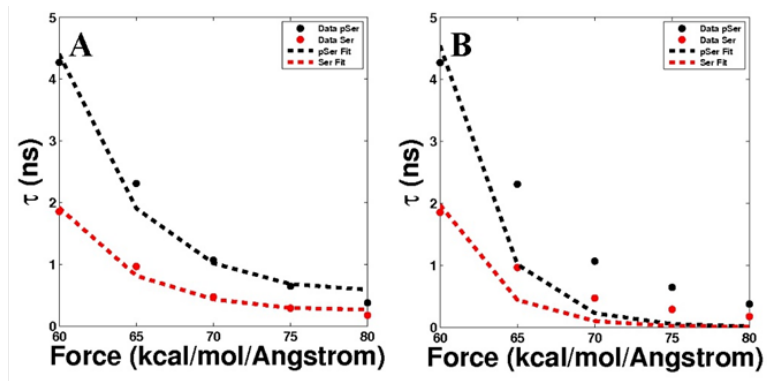 A
5
4
3
2
1
0
τ (ns)
Data pSer
Data Ser
pSer Fit
Ser Fit
60 65 70 75 80
Force (kcal/mol/Angstrom)
B
5
4
3
2
1
0
τ (ns)
Data pSer
Data Ser
pSer Fit
Ser Fit
60 65 70 75 80
Force (kcal/mol/Angstrom)